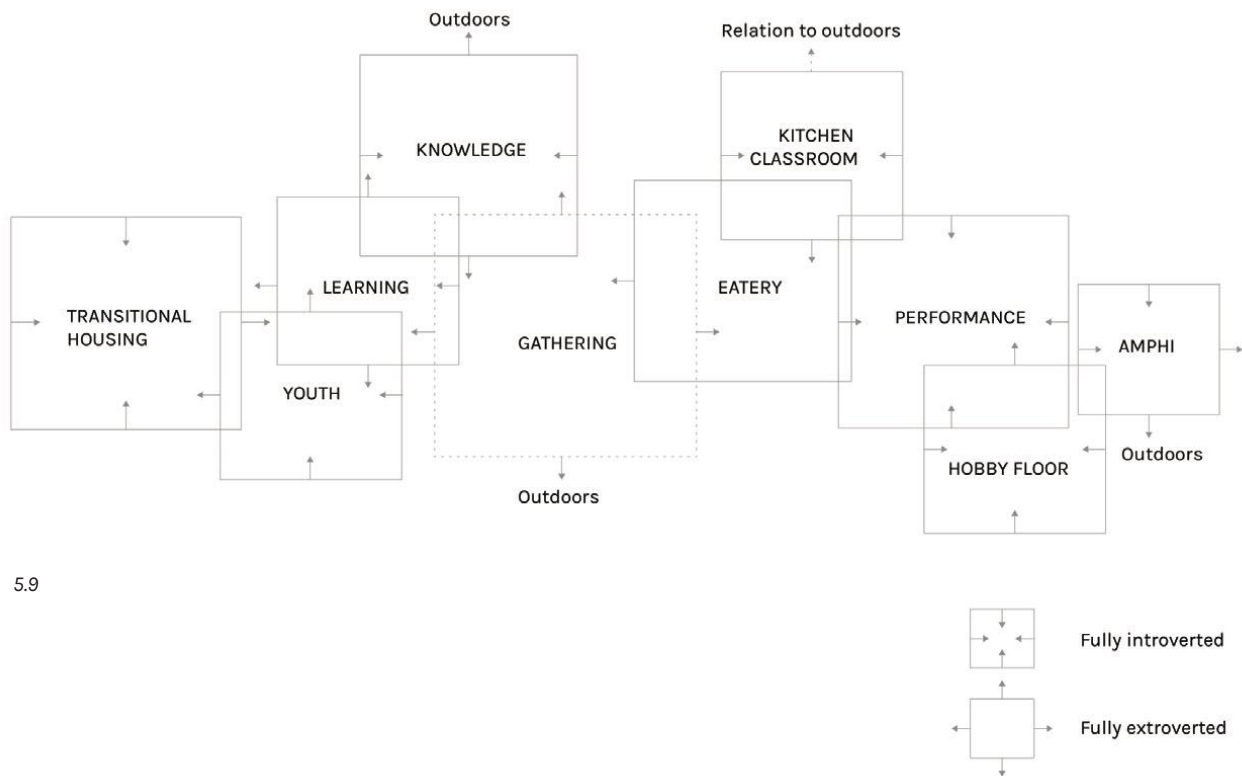 Outdoors
Relation to outdoors
KNOWLEDGE
KITCHEN
CLASSROOM
LEARNING
EATERY
TRANSITIONAL
HOUSING
GATHERING
PERFORMANCE
AMPHI
YOUTH
HOBBY FLOOR
Outdoors
Outdoors
5.9
Fully introverted
Fully extroverted